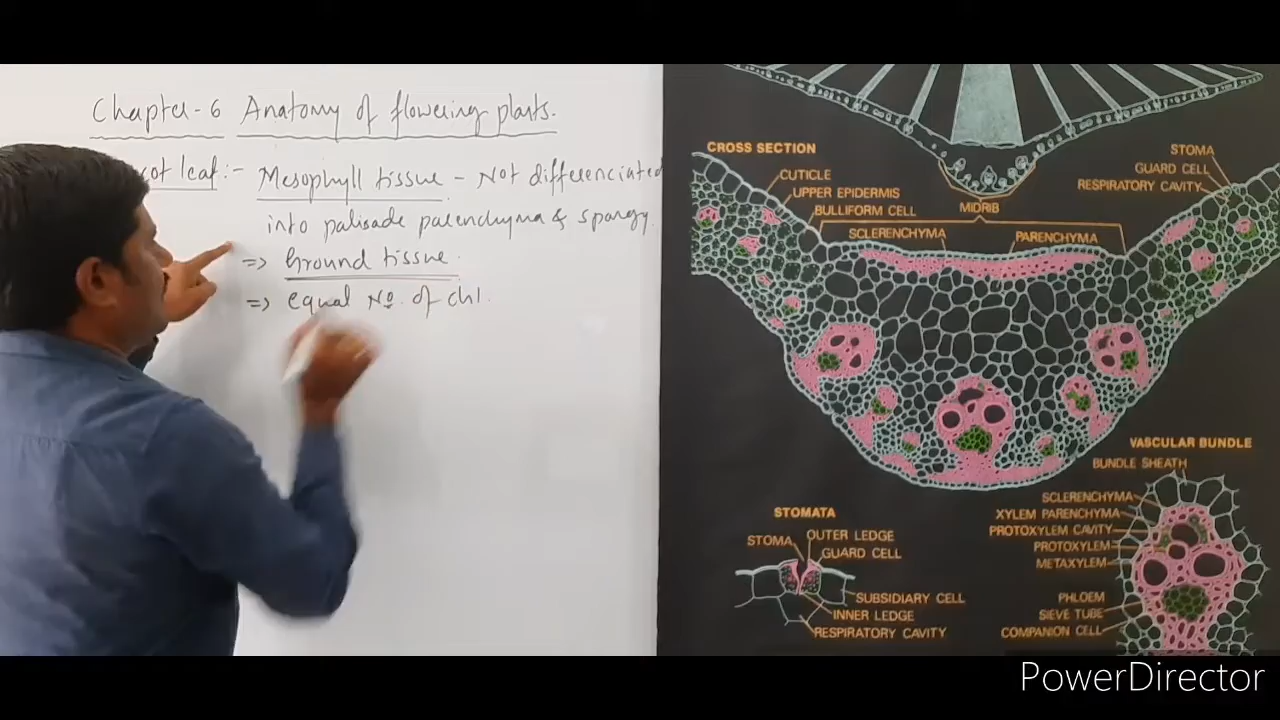 Chapter-6 Anatomy of flowering plants.
cot leaf:- Mesophyll tissue - Not differenciated
into palisade parenchyma & spongy.
=> Ground tissue.
=> equal No. of chl.
CROSS SECTION
CUTICLE
UPPER EPIDERMIS
BULLIFORM CELL
SCLERENCHYMA
MIDRIB
PARENCHYMA
STOMA
GUARD CELL
RESPIRATORY CAVITY
STOMATA
STOMA
OUTER LEDGE
GUARD CELL
SUBSIDIARY CELL
INNER LEDGE
RESPIRATORY CAVITY
VASCULAR BUNDLE
BUNDLE SHEATH
SCLERENCHYMA
XYLEM PARENCHYMA
PROTOXYLEM CAVITY
PROTOXYLEM
METAXYLEM
PHLOEM
SIEVE TUBE
COMPANION CELL
PowerDirector